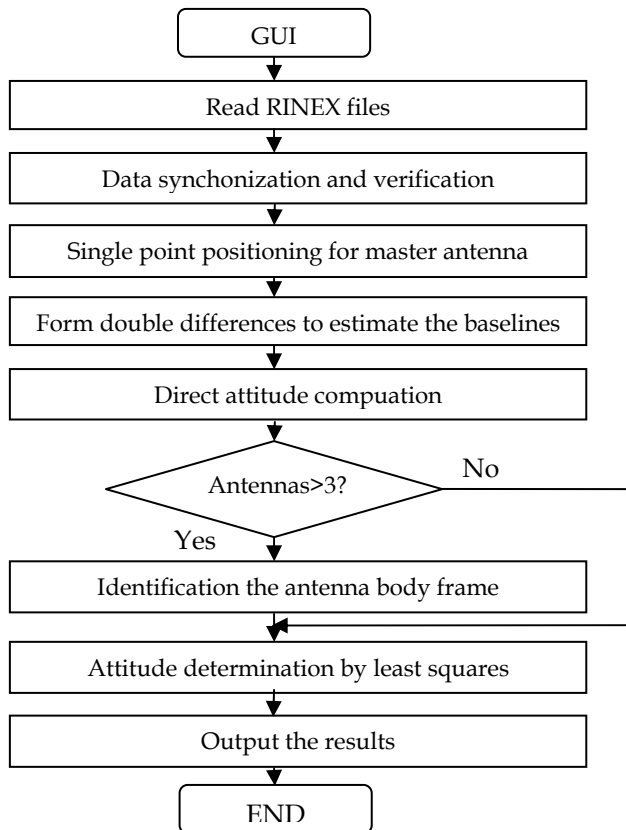 GUI
Read RINEX files
Data synchonization and verification
Single point positioning for master antenna
Form double differences to estimate the baselines
Direct attitude compuation
Antennas>3?
No
Yes
Identification the antenna body frame
Attitude determination by least squares
Output the results
END